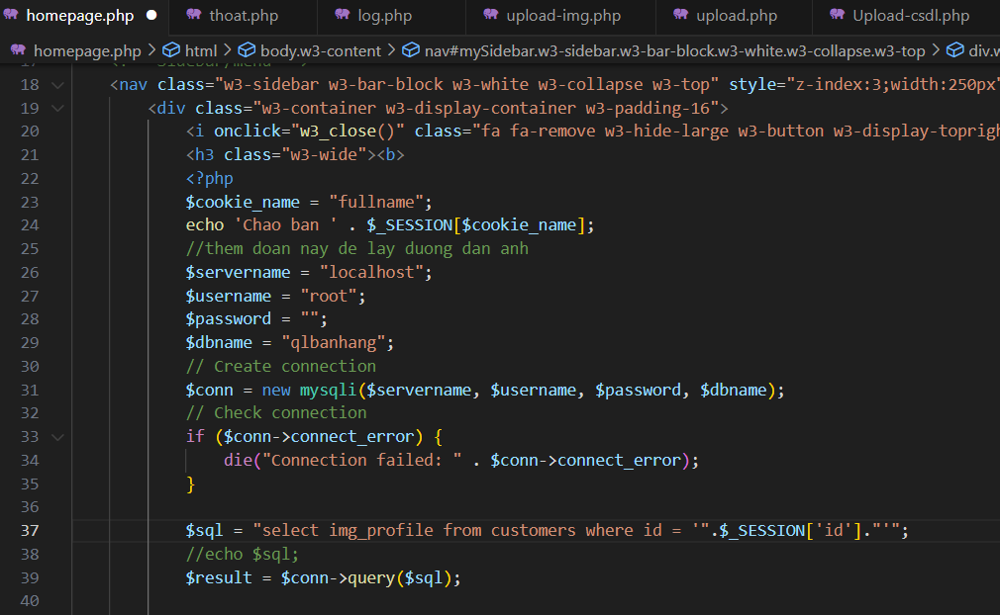 homepage.php thoat.php log.php upload-img.php upload.php Upload-csdl.php
homepage.php > html > body.w3-content > nav#mySidebar.w3-sidebar.w3-bar-block.w3-white.w3-collapse.w3-top > div.w
18 <nav class="w3-sidebar w3-bar-block w3-white w3-collapse w3-top" style="z-index:3;width:250px"
19 <div class="w3-container w3-display-container w3-padding-16">
20 <i onclick="w3_close()" class="fa fa-remove w3-hide-large w3-button w3-display-toprigh
21 <h3 class="w3-wide"><b>
22 <?php
23 $cookie_name = "fullname";
24 echo 'Chao ban ' . $_SESSION[$cookie_name];
25 //them doan nay de lay duong dan anh
26 $servername = "localhost";
27 $username = "root";
28 $password = "";
29 $dbname = "qlbanhang";
30 // Create connection
31 $conn = new mysqli($servername, $username, $password, $dbname);
32 // Check connection
33 if ($conn->connect_error) {
34 die("Connection failed: " . $conn->connect_error);
35 }
36
37 $sql = "select img_profile from customers where id = '".$_SESSION['id']."'";
38 //echo $sql;
39 $result = $conn->query($sql);
40